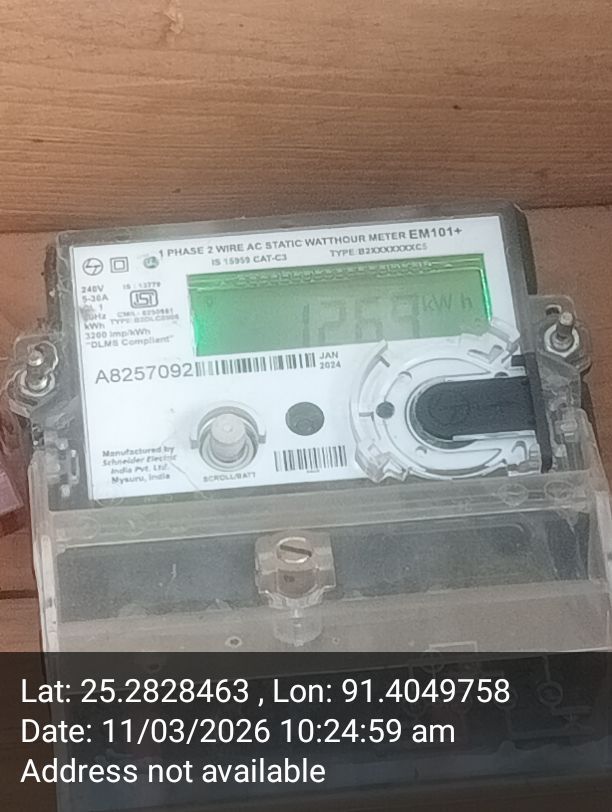 1 PHASE 2 WIRE AC STATIC WATTHOUR METER EM101+
IS 15959 CAT-C3 TYPE:B2XXXXXXXC5
240V
5-30A
IS : 13779
ISI
kWh
3200 imp/kWh
"DLMS Compliant"
kWh
A8257092
JAN
2024
Manufactured by
Schneider Electric
India Pvt. Ltd.
Mysuru, India
SCROLL/BATT
Lat: 25.2828463 , Lon: 91.4049758
Date: 11/03/2026 10:24:59 am
Address not available